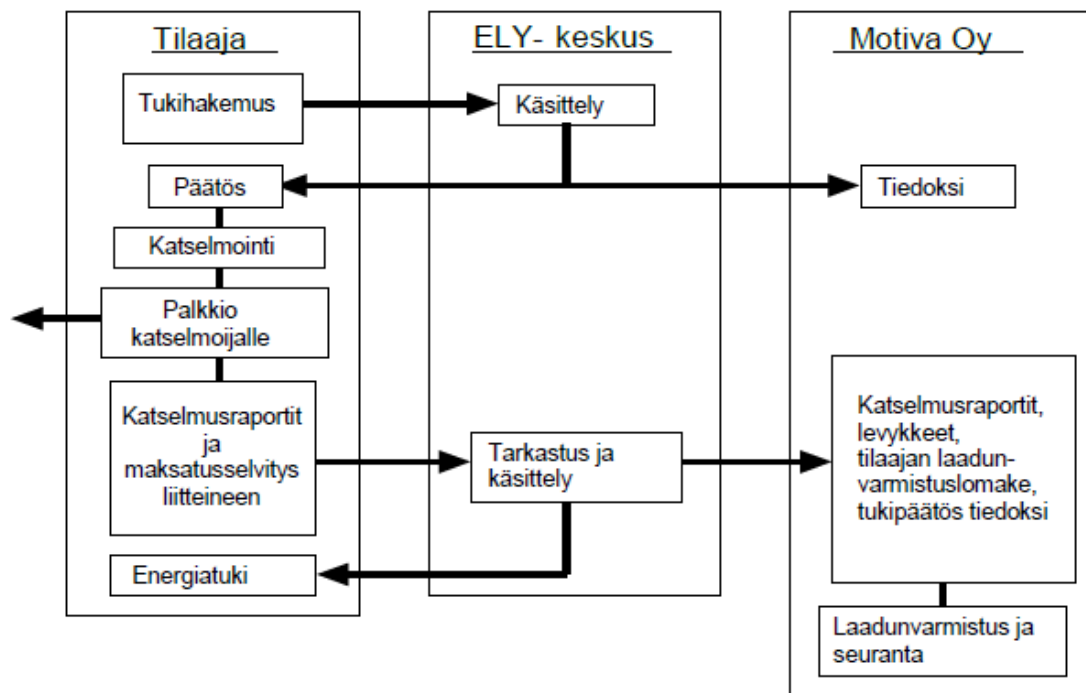 Tilaaja
ELY- keskus
Motiva Oy
Tukihakemus
Käsittely
Päätös
Tiedoksi
Katselmointi
Palkkio
katselmoijalle
Katselmusraportit
ja
maksatusselvitys
liitteineen
Tarkastus ja
käsittely
Katselmusraportit,
levykkeet,
tilaajan laadun-
varmistuslomake,
tukipäätös tiedoksi
Energiatuki
Laadunvarmistus ja
seuranta